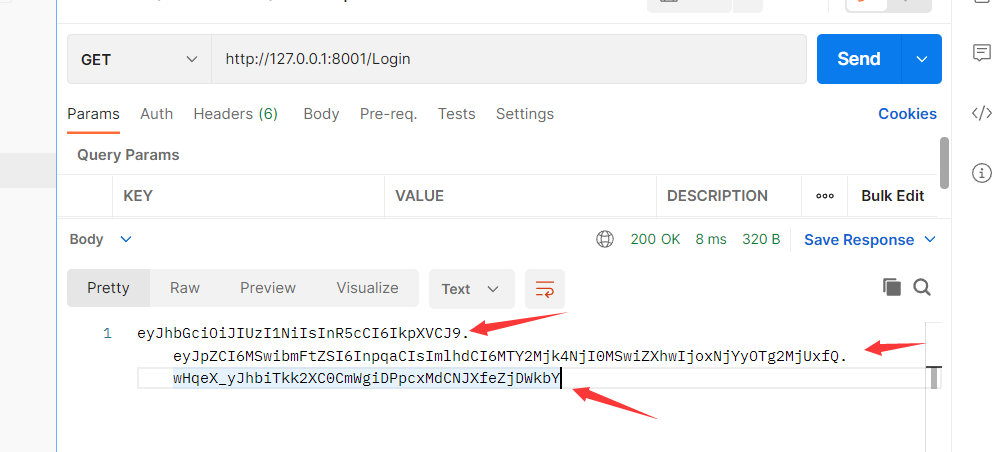 GET
http://127.0.0.1:8001/Login
Send
Params Auth Headers (6) Body Pre-req. Tests Settings Cookies
Query Params
KEY VALUE DESCRIPTION ooo Bulk Edit
Body 200 OK 8 ms 320 B Save Response
Pretty Raw Preview Visualize Text
1 eyJhbGciOiJIUzI1NiIsInR5cCI6IkpXVCJ9.
eyJpZCI6MSwibmFtZSI6InpqaCIsImlhdCI6MTY2Mjk4NjI0MSwiZXhwIjoxNjYyOTg2MjUxfQ.
wHqeX_yJhbiTkk2XC0CmWgiDPpcxMdCNJXfeZjDWkbY